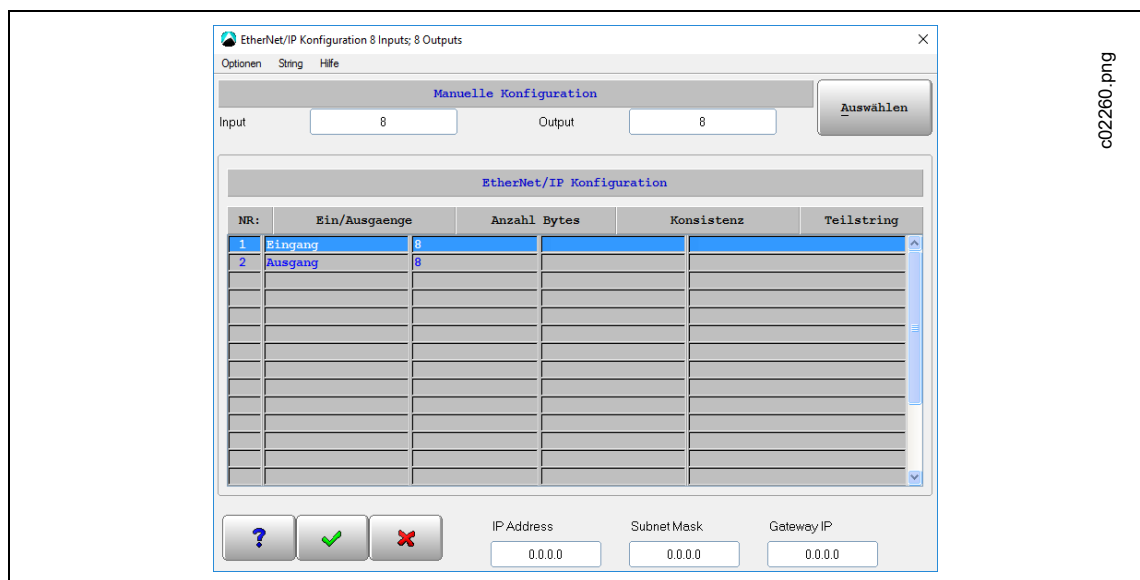 EtherNet/IP Konfiguration 8 Inputs; 8 Outputs
Optionen String Hilfe
Manuelle Konfiguration
Auswählen
Input 8 Output 8
EtherNet/IP Konfiguration
NR: Ein/Ausgaenge Anzahl Bytes Konsistenz Teilstring
1 Eingang 8
2 Ausgang 8
IP Address Subnet Mask Gateway IP
0.0.0.0 0.0.0.0 0.0.0.0
c02260.png